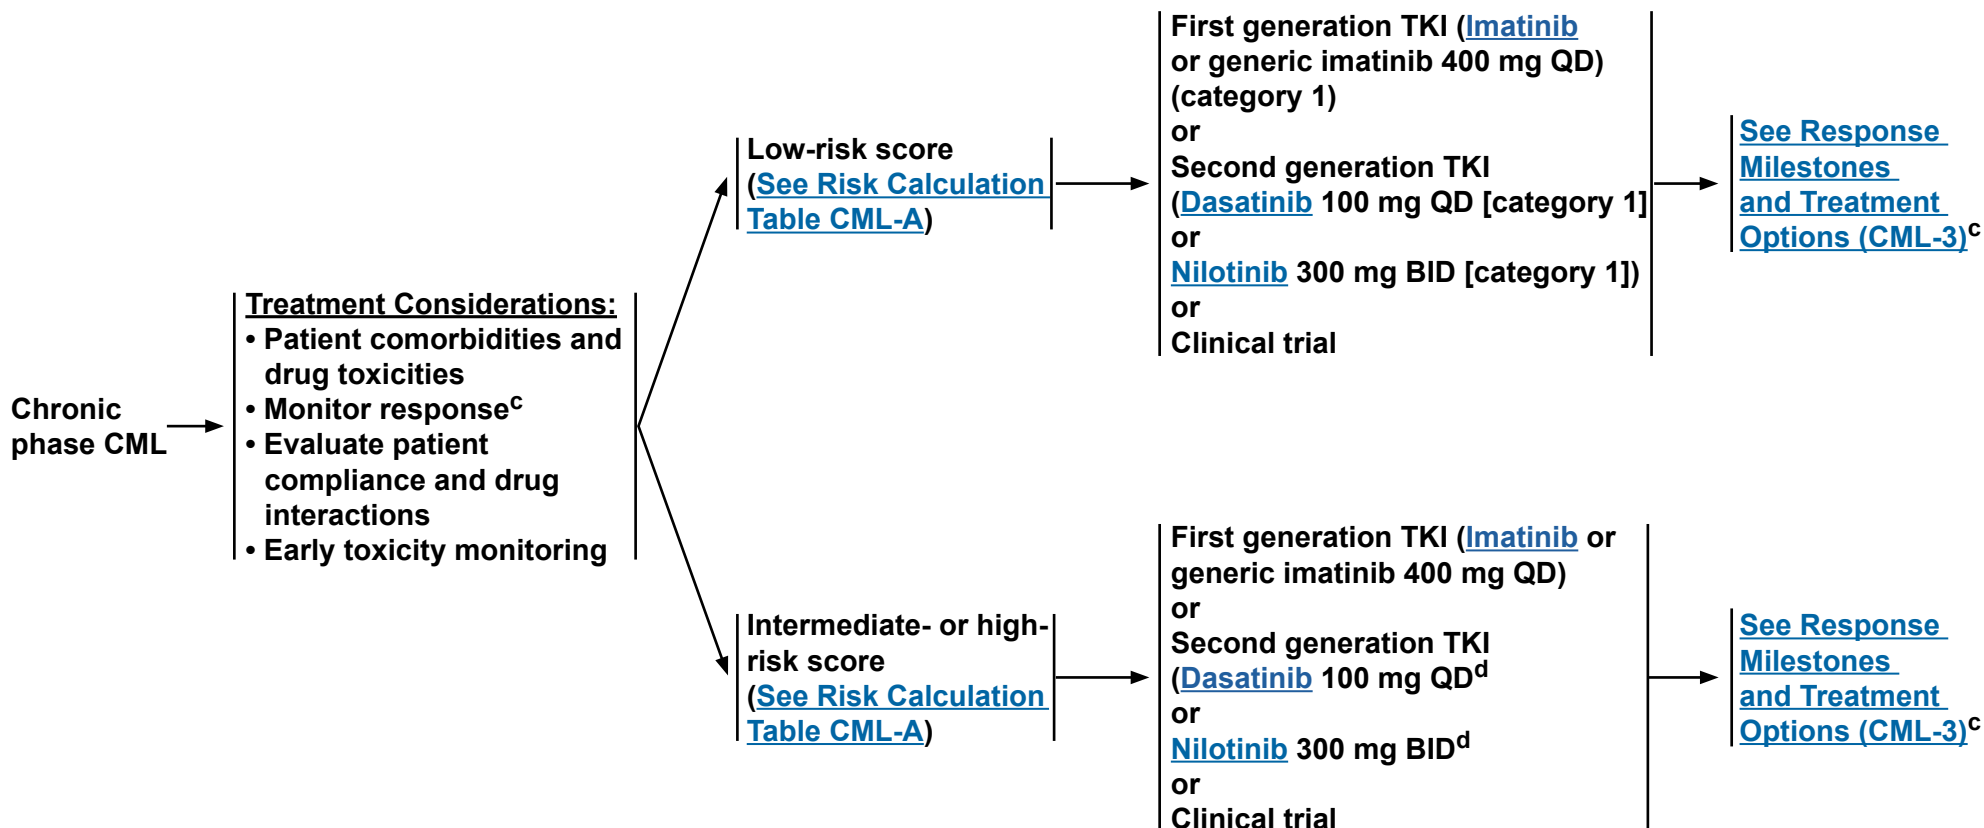 Chronic
phase CML
Treatment Considerations:
• Patient comorbidities and
drug toxicities
• Monitor responseᶜ
• Evaluate patient
compliance and drug
interactions
• Early toxicity monitoring
Low-risk score
(See Risk Calculation
Table CML-A)
First generation TKI (Imatinib
or generic imatinib 400 mg QD)
(category 1)
or
Second generation TKI
(Dasatinib 100 mg QD [category 1]
or
Nilotinib 300 mg BID [category 1])
or
Clinical trial
See Response
Milestones
and Treatment
Options (CML-3)ᶜ
Intermediate- or high-
risk score
(See Risk Calculation
Table CML-A)
First generation TKI (Imatinib or
generic imatinib 400 mg QD)
or
Second generation TKI
(Dasatinib 100 mg QDᵈ
or
Nilotinib 300 mg BIDᵈ
or
Clinical trial
See Response
Milestones
and Treatment
Options (CML-3)ᶜ